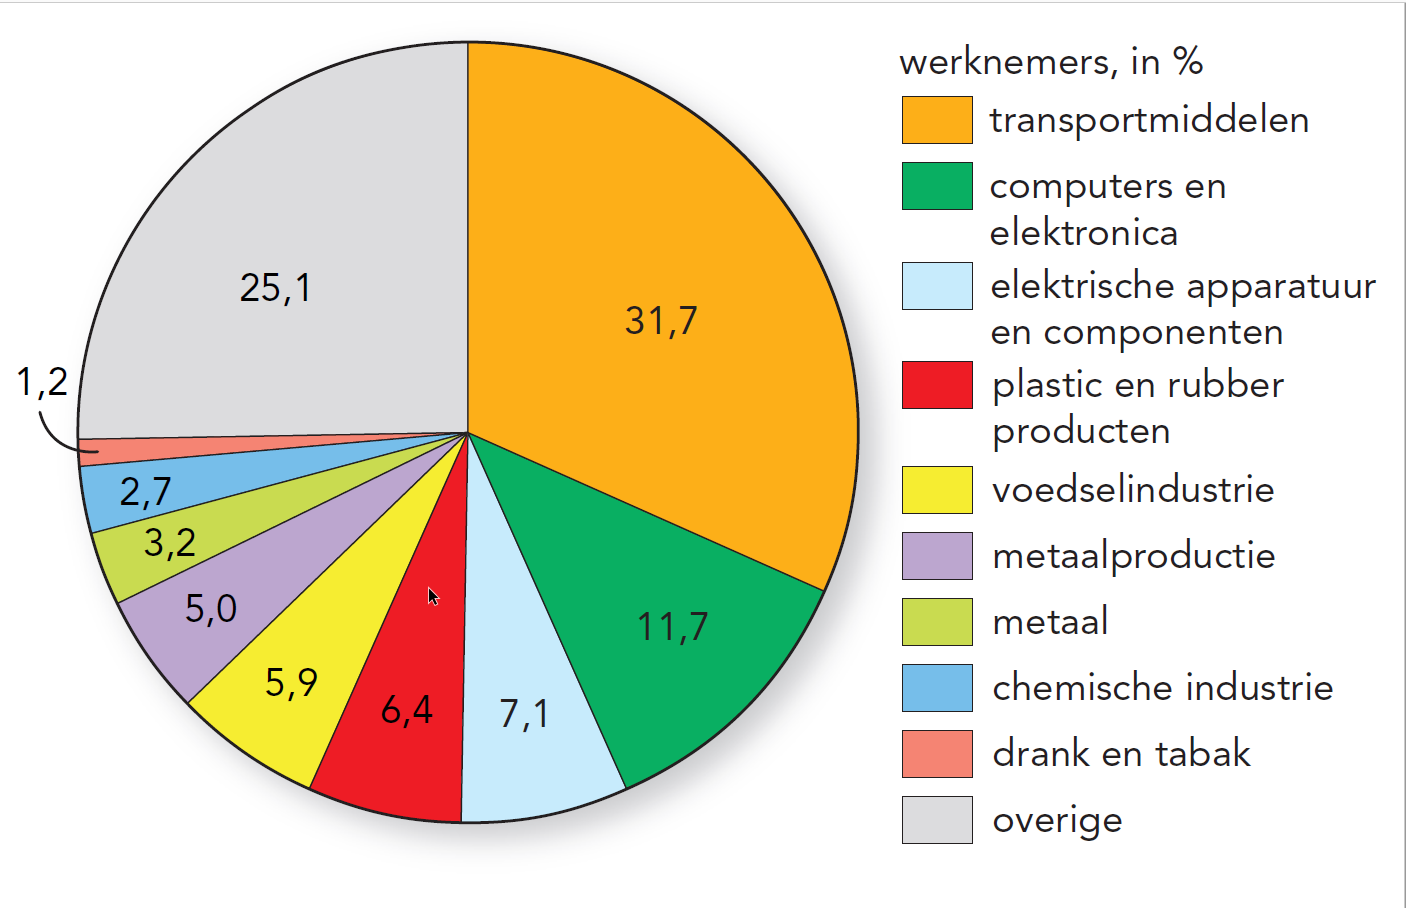 werknemers, in %
transportmiddelen
computers en
elektronica
elektrische apparatuur
en componenten
plastic en rubber
producten
voedselindustrie
metaalproductie
metaal
chemische industrie
drank en tabak
overige
31,7
11,7
7,1
6,4
5,9
5,0
3,2
2,7
1,2
25,1